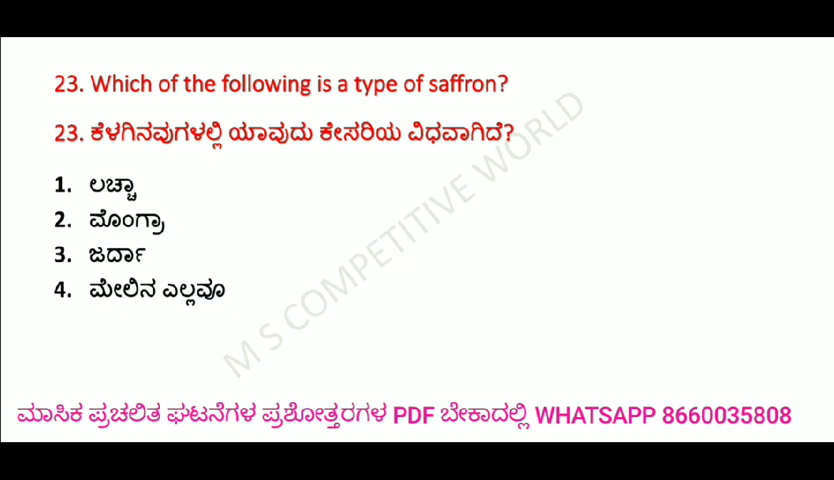 23. Which of the following is a type of saffron?
23. ಕೆಳಗಿನವುಗಳಲ್ಲಿ ಯಾವುದು ಕೇಸರಿಯ ವಿಧವಾಗಿದೆ?
1. ಲಚ್ಚಾ
2. ಮೊಂಗ್ರಾ
3. ಜರ್ದಾ
4. ಮೇಲಿನ ಎಲ್ಲವೂ
M S COMPETITIVE WORLD
ಮಾಸಿಕ ಪ್ರಚಲಿತ ಘಟನೆಗಳ ಪ್ರಶೋತ್ತರಗಳ PDF ಬೇಕಾದಲ್ಲಿ WHATSAPP 8660035808